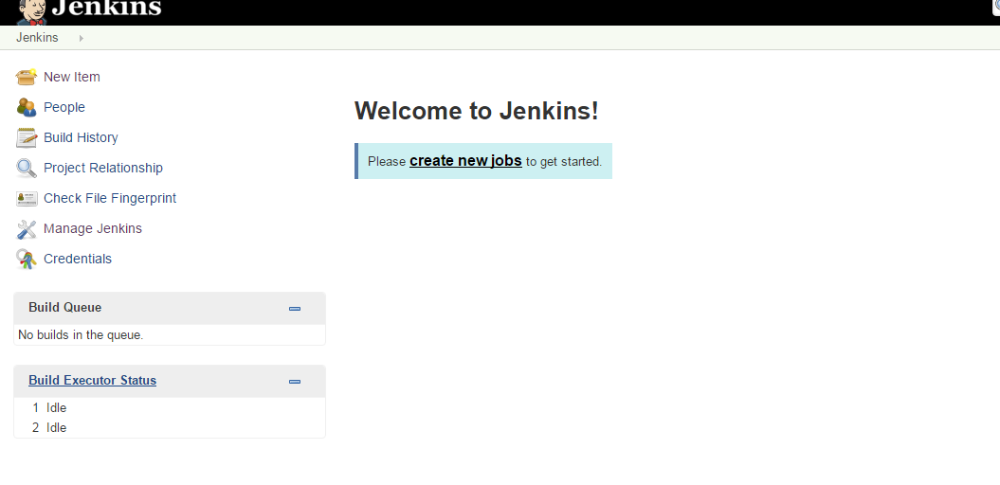 Jenkins
Jenkins
New Item
People
Build History
Project Relationship
Check File Fingerprint
Manage Jenkins
Credentials
Welcome to Jenkins!
Please create new jobs to get started.
Build Queue
No builds in the queue.
Build Executor Status
1 Idle
2 Idle